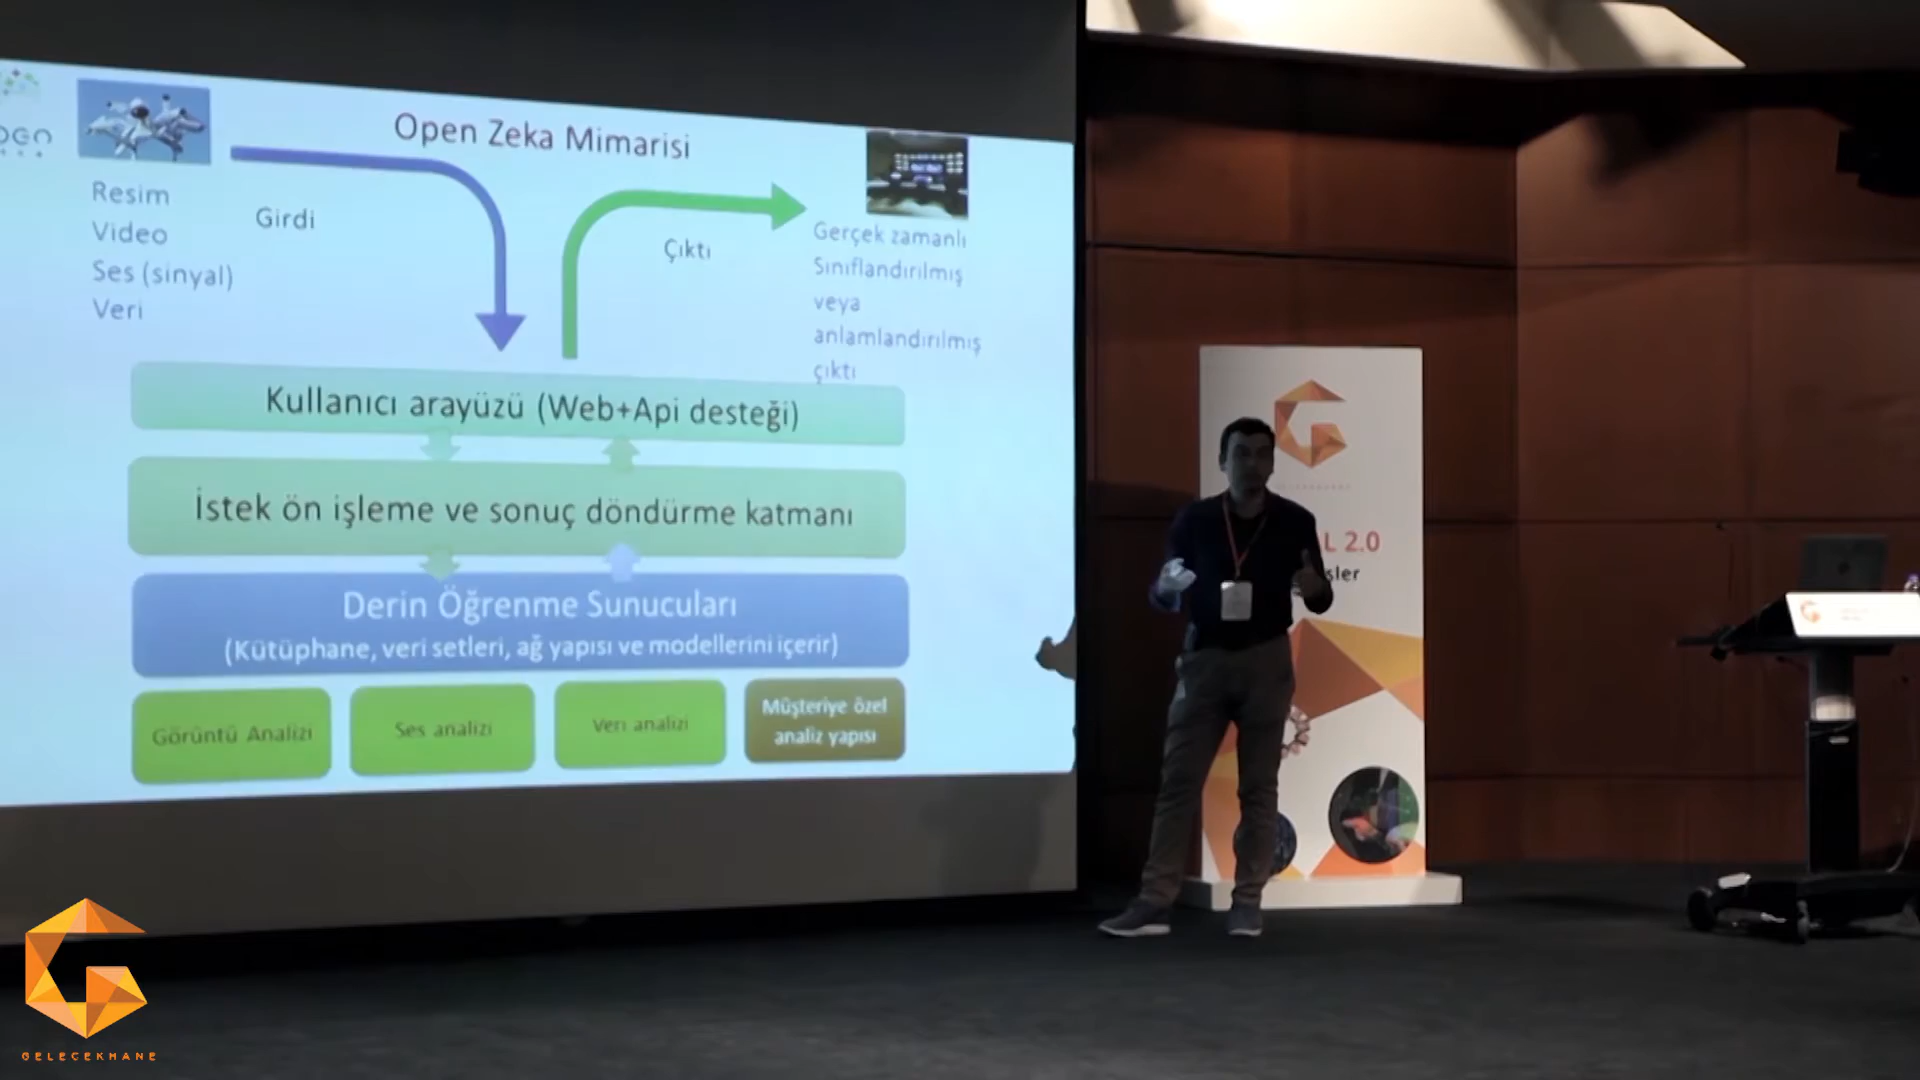 Open Zeka Mimarisi
Resim
Video
Ses (sinyal)
Veri
Girdi
Çıktı
Gerçek zamanlı
Sınıflandırılmış
veya
anlamlandırılmış
çıktı
Kullanıcı arayüzü (Web+Api desteği)
İstek ön işleme ve sonuç döndürme katmanı
Derin Öğrenme Sunucuları
(Kütüphane, veri setleri, ağ yapısı ve modellerini içerir)
Görüntü Analizi
Ses analizi
Veri analizi
Müşteriye özel
analiz yapısı
L 2.0
şler
GELECEKHANE